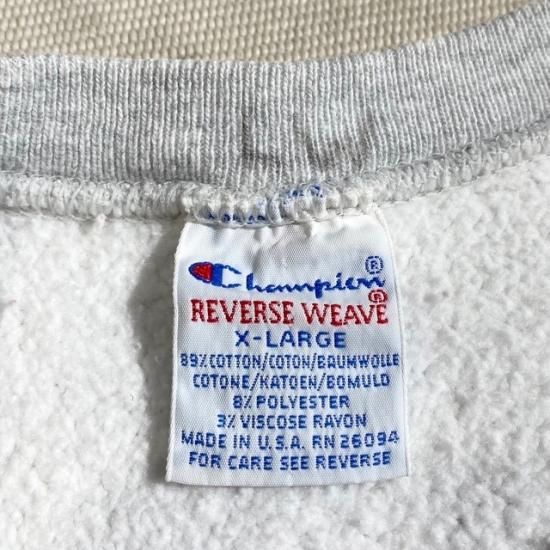 Champion®
REVERSE WEAVE®
X-LARGE
89% COTTON/COTON/BAUMWOLLE
COTONE/KATOEN/BOMULD
8% POLYESTER
3% VISCOSE RAYON
MADE IN U.S.A. RN 26094
FOR CARE SEE REVERSE